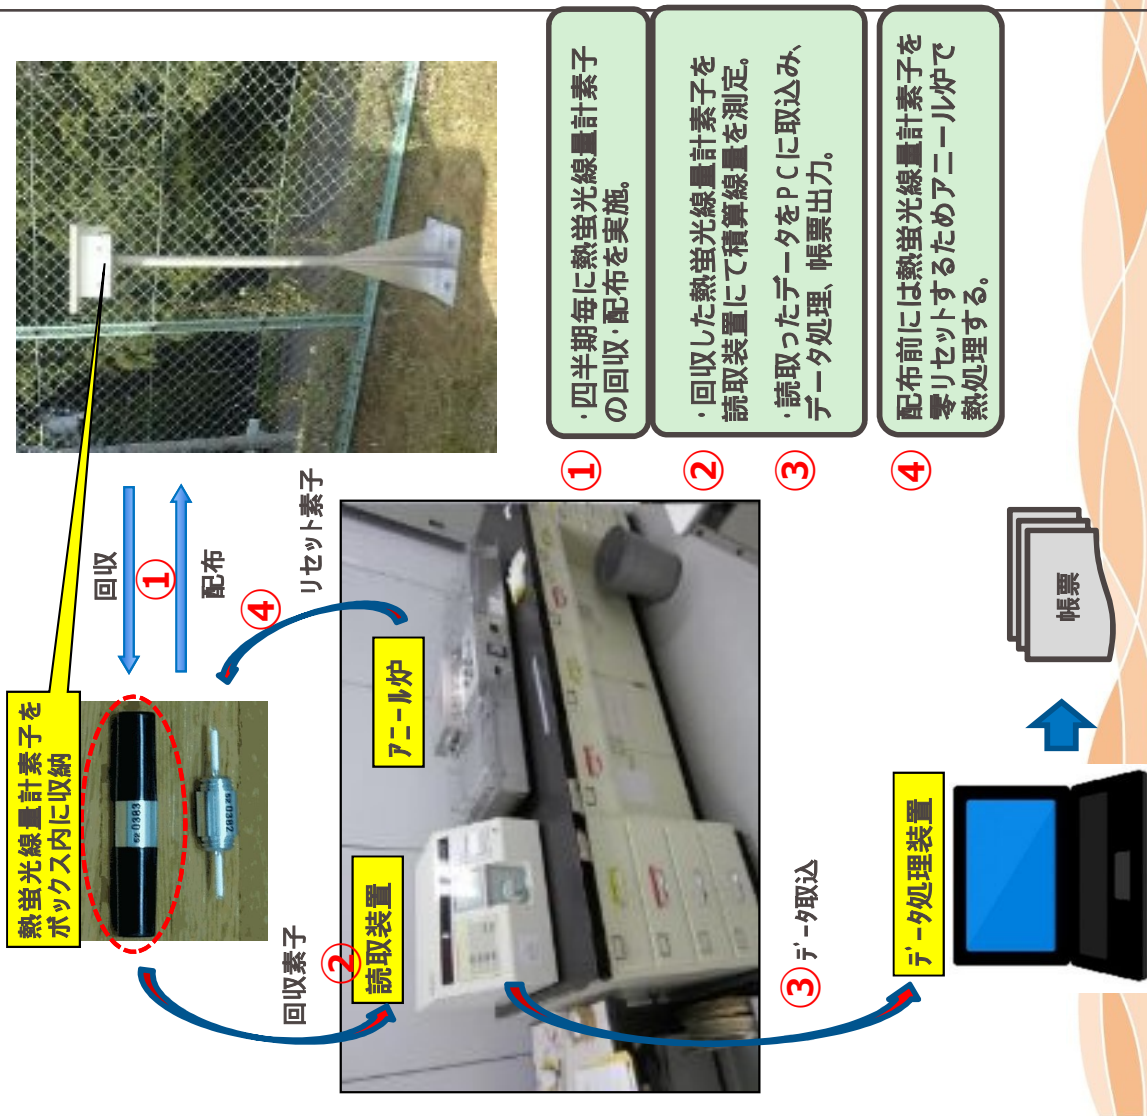 熱蛍光線量計素子を
ボックス内に収納
回収
①
配布
④
リセット素子
回収素子
②
読取装置
アニール炉
③
データ取込
データ処理装置
帳票
①
・四半期毎に熱蛍光線量計素子
の回収・配布を実施。
②
・回収した熱蛍光線量計素子を
読取装置にて積算線量を測定。
③
・読取ったデータをPCに取込み、
データ処理、帳票出力。
④
配布前には熱蛍光線量計素子を
零リセットするためアニール炉で
熱処理する。